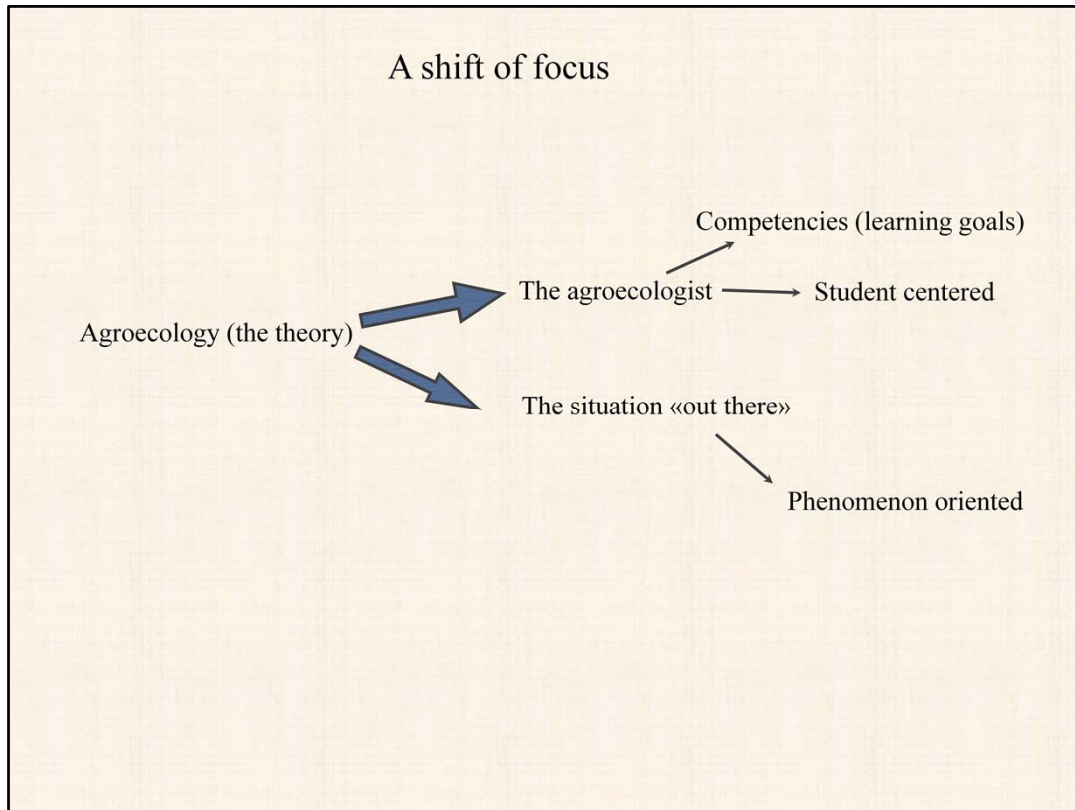 A shift of focus
Competencies (learning goals)
The agroecologist
Student centered
Agroecology (the theory)
The situation «out there»
Phenomenon oriented